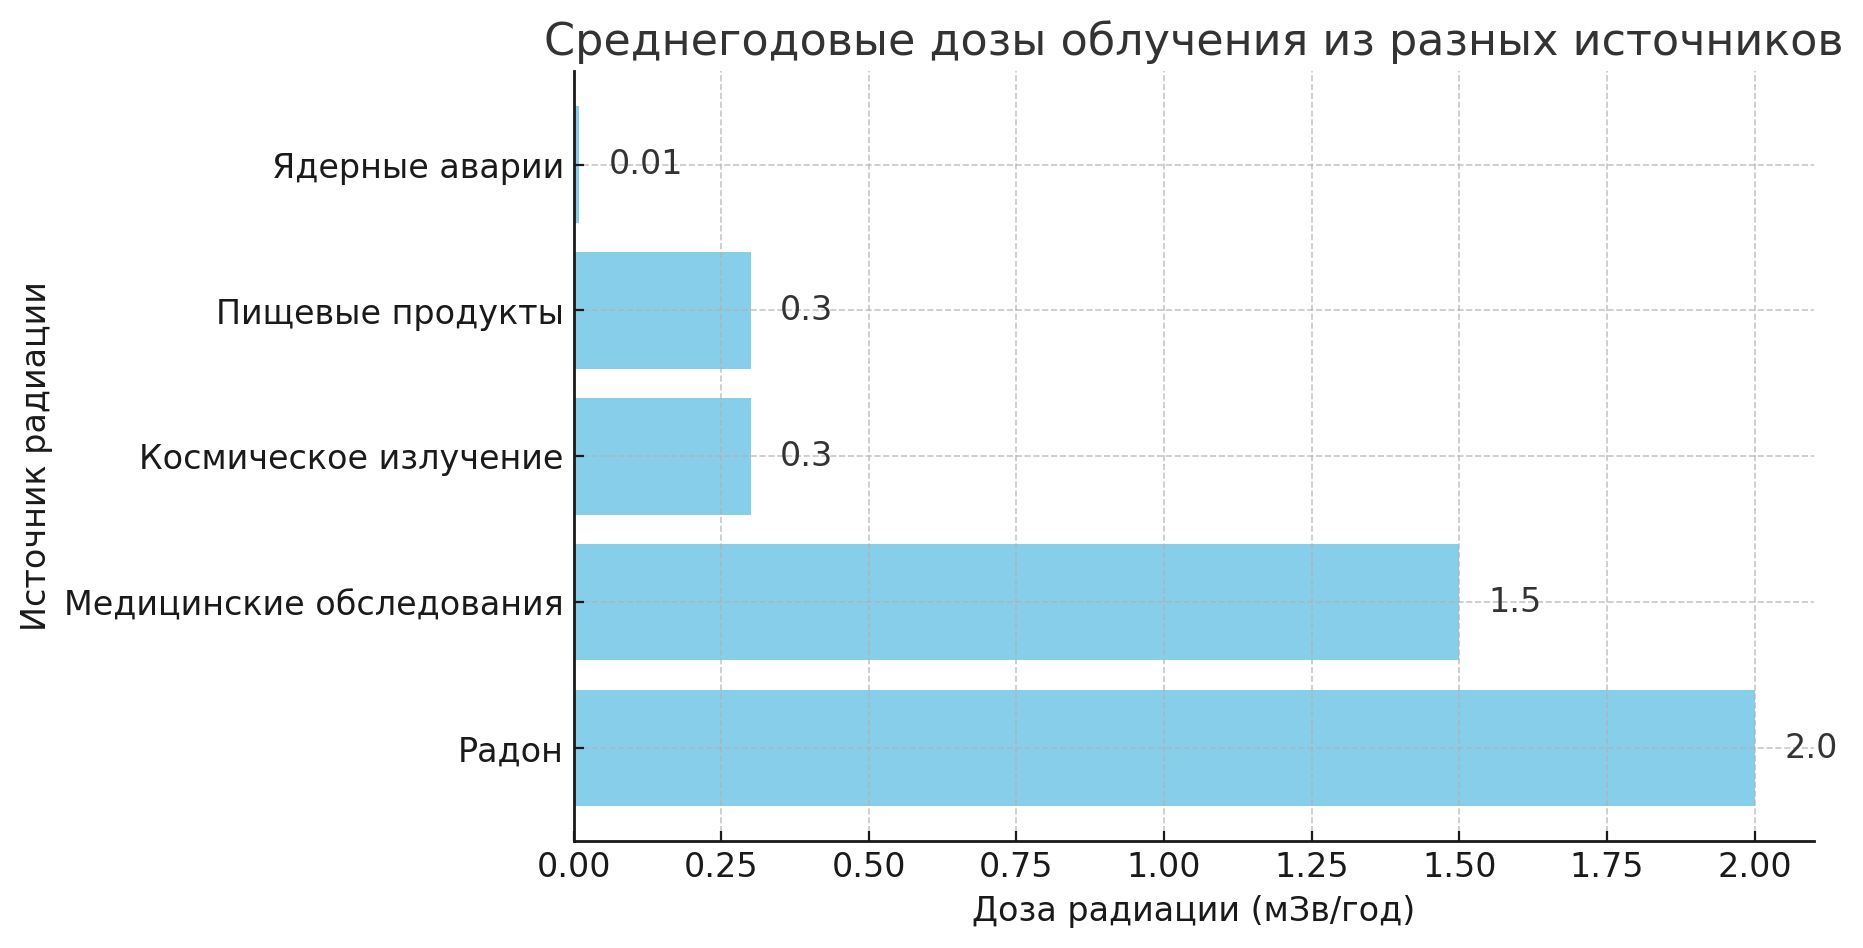 Среднегодовые дозы облучения из разных источников
Источник радиации
Ядерные аварии
0.01
Пищевые продукты
0.3
Космическое излучение
0.3
Медицинские обследования
1.5
Радон
2.0
0.00 0.25 0.50 0.75 1.00 1.25 1.50 1.75 2.00
Доза радиации (мЗв/год)